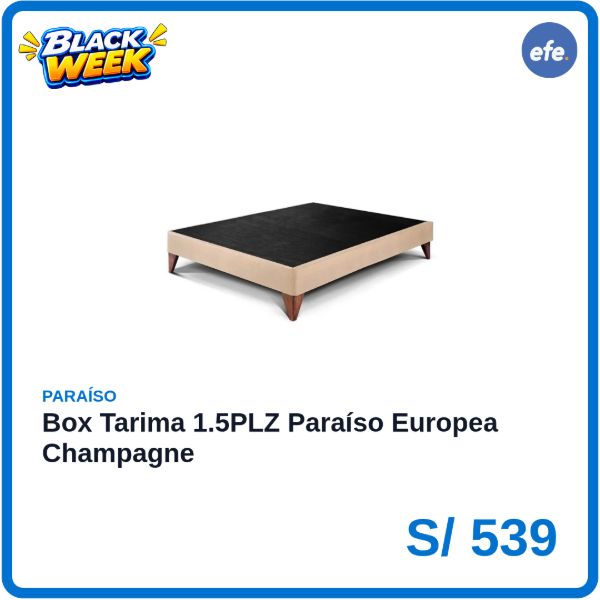 BLACK
WEEK
efe.
PARAÍSO
Box Tarima 1.5PLZ Paraíso Europea
Champagne
S/ 539